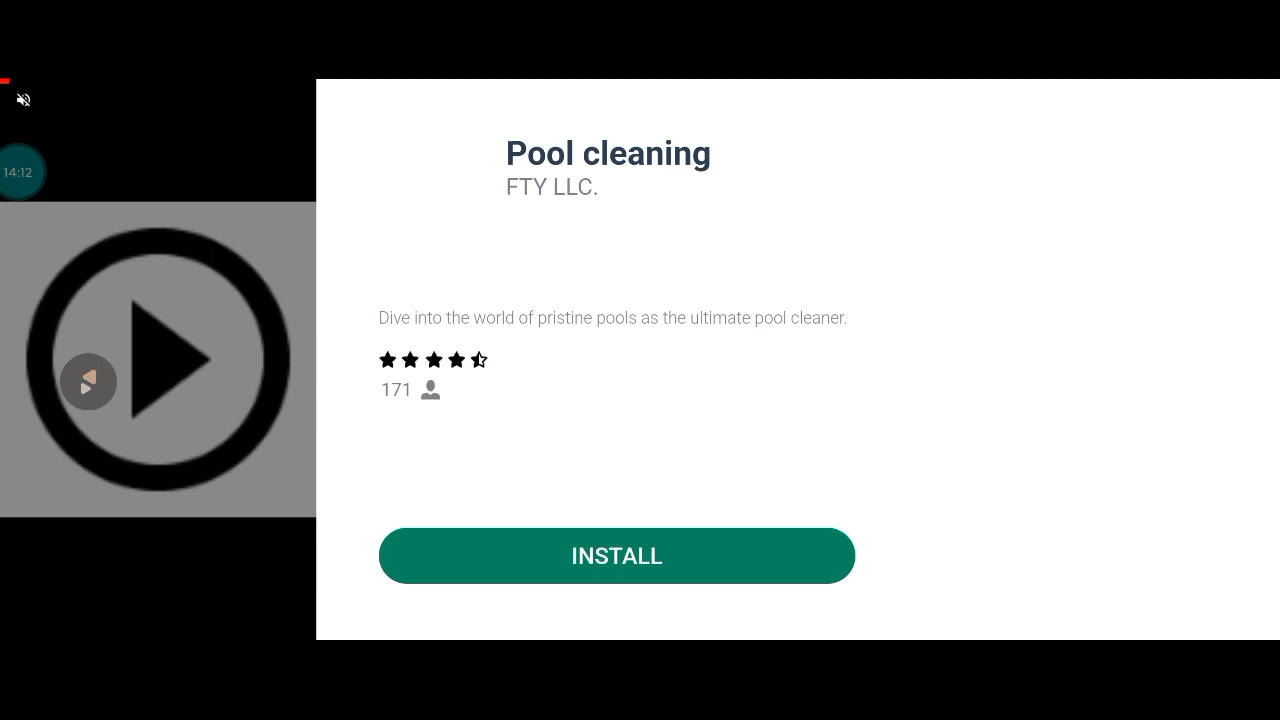 14:12
Pool cleaning
FTY LLC.
Dive into the world of pristine pools as the ultimate pool cleaner.
171
INSTALL